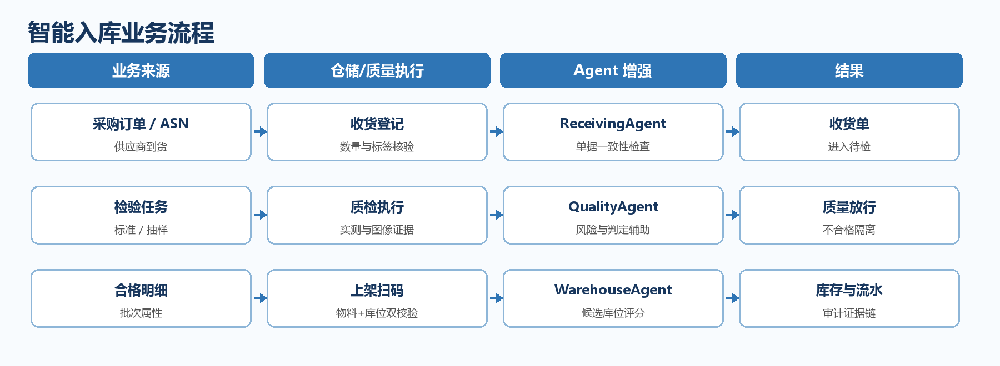 智能入库业务流程
业务来源
仓储/质量执行
Agent 增强
结果
采购订单 / ASN
供应商到货
收货登记
数量与标签核验
ReceivingAgent
单据一致性检查
收货单
进入待检
检验任务
标准 / 抽样
质检执行
实测与图像证据
QualityAgent
风险与判定辅助
质量放行
不合格隔离
合格明细
批次属性
上架扫码
物料+库位双校验
WarehouseAgent
候选库位评分
库存与流水
审计证据链